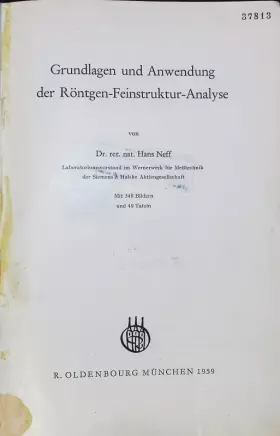 37813
Grundlagen und Anwendung
der Röntgen-Feinstruktur-Analyse
von
Dr. rer. nat. Hans Neff
Laboratoriumsvorstand im Wernerwerk für Meßtechnik
der Siemens & Halske Aktiengesellschaft
Mit 348 Bildern
und 49 Tafeln
R. OLDENBOURG MÜNCHEN 1959